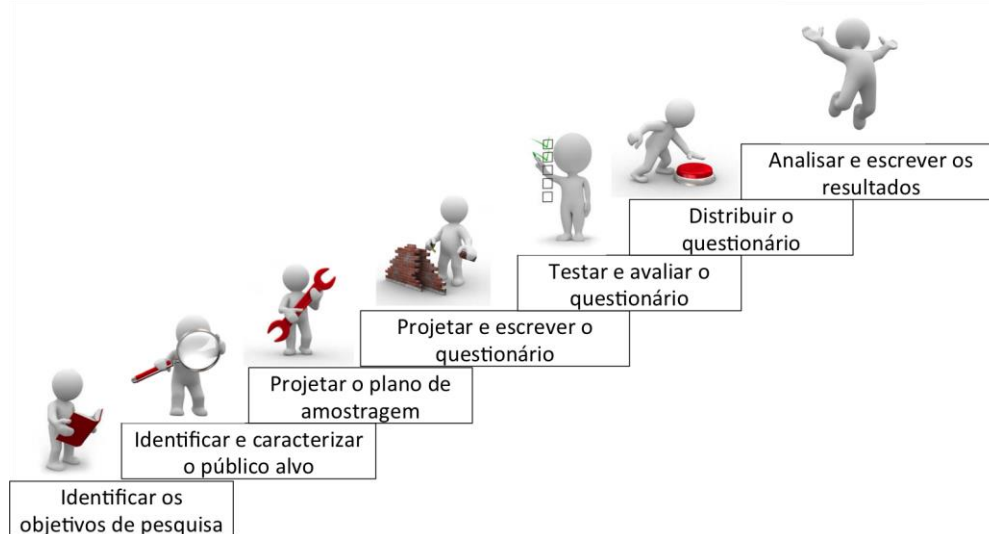 Analisar e escrever os
resultados
Distribuir o
questionário
Testar e avaliar o
questionário
Projetar e escrever o
questionário
Projetar o plano de
amostragem
Identificar e caracterizar
o público alvo
Identificar os
objetivos de pesquisa